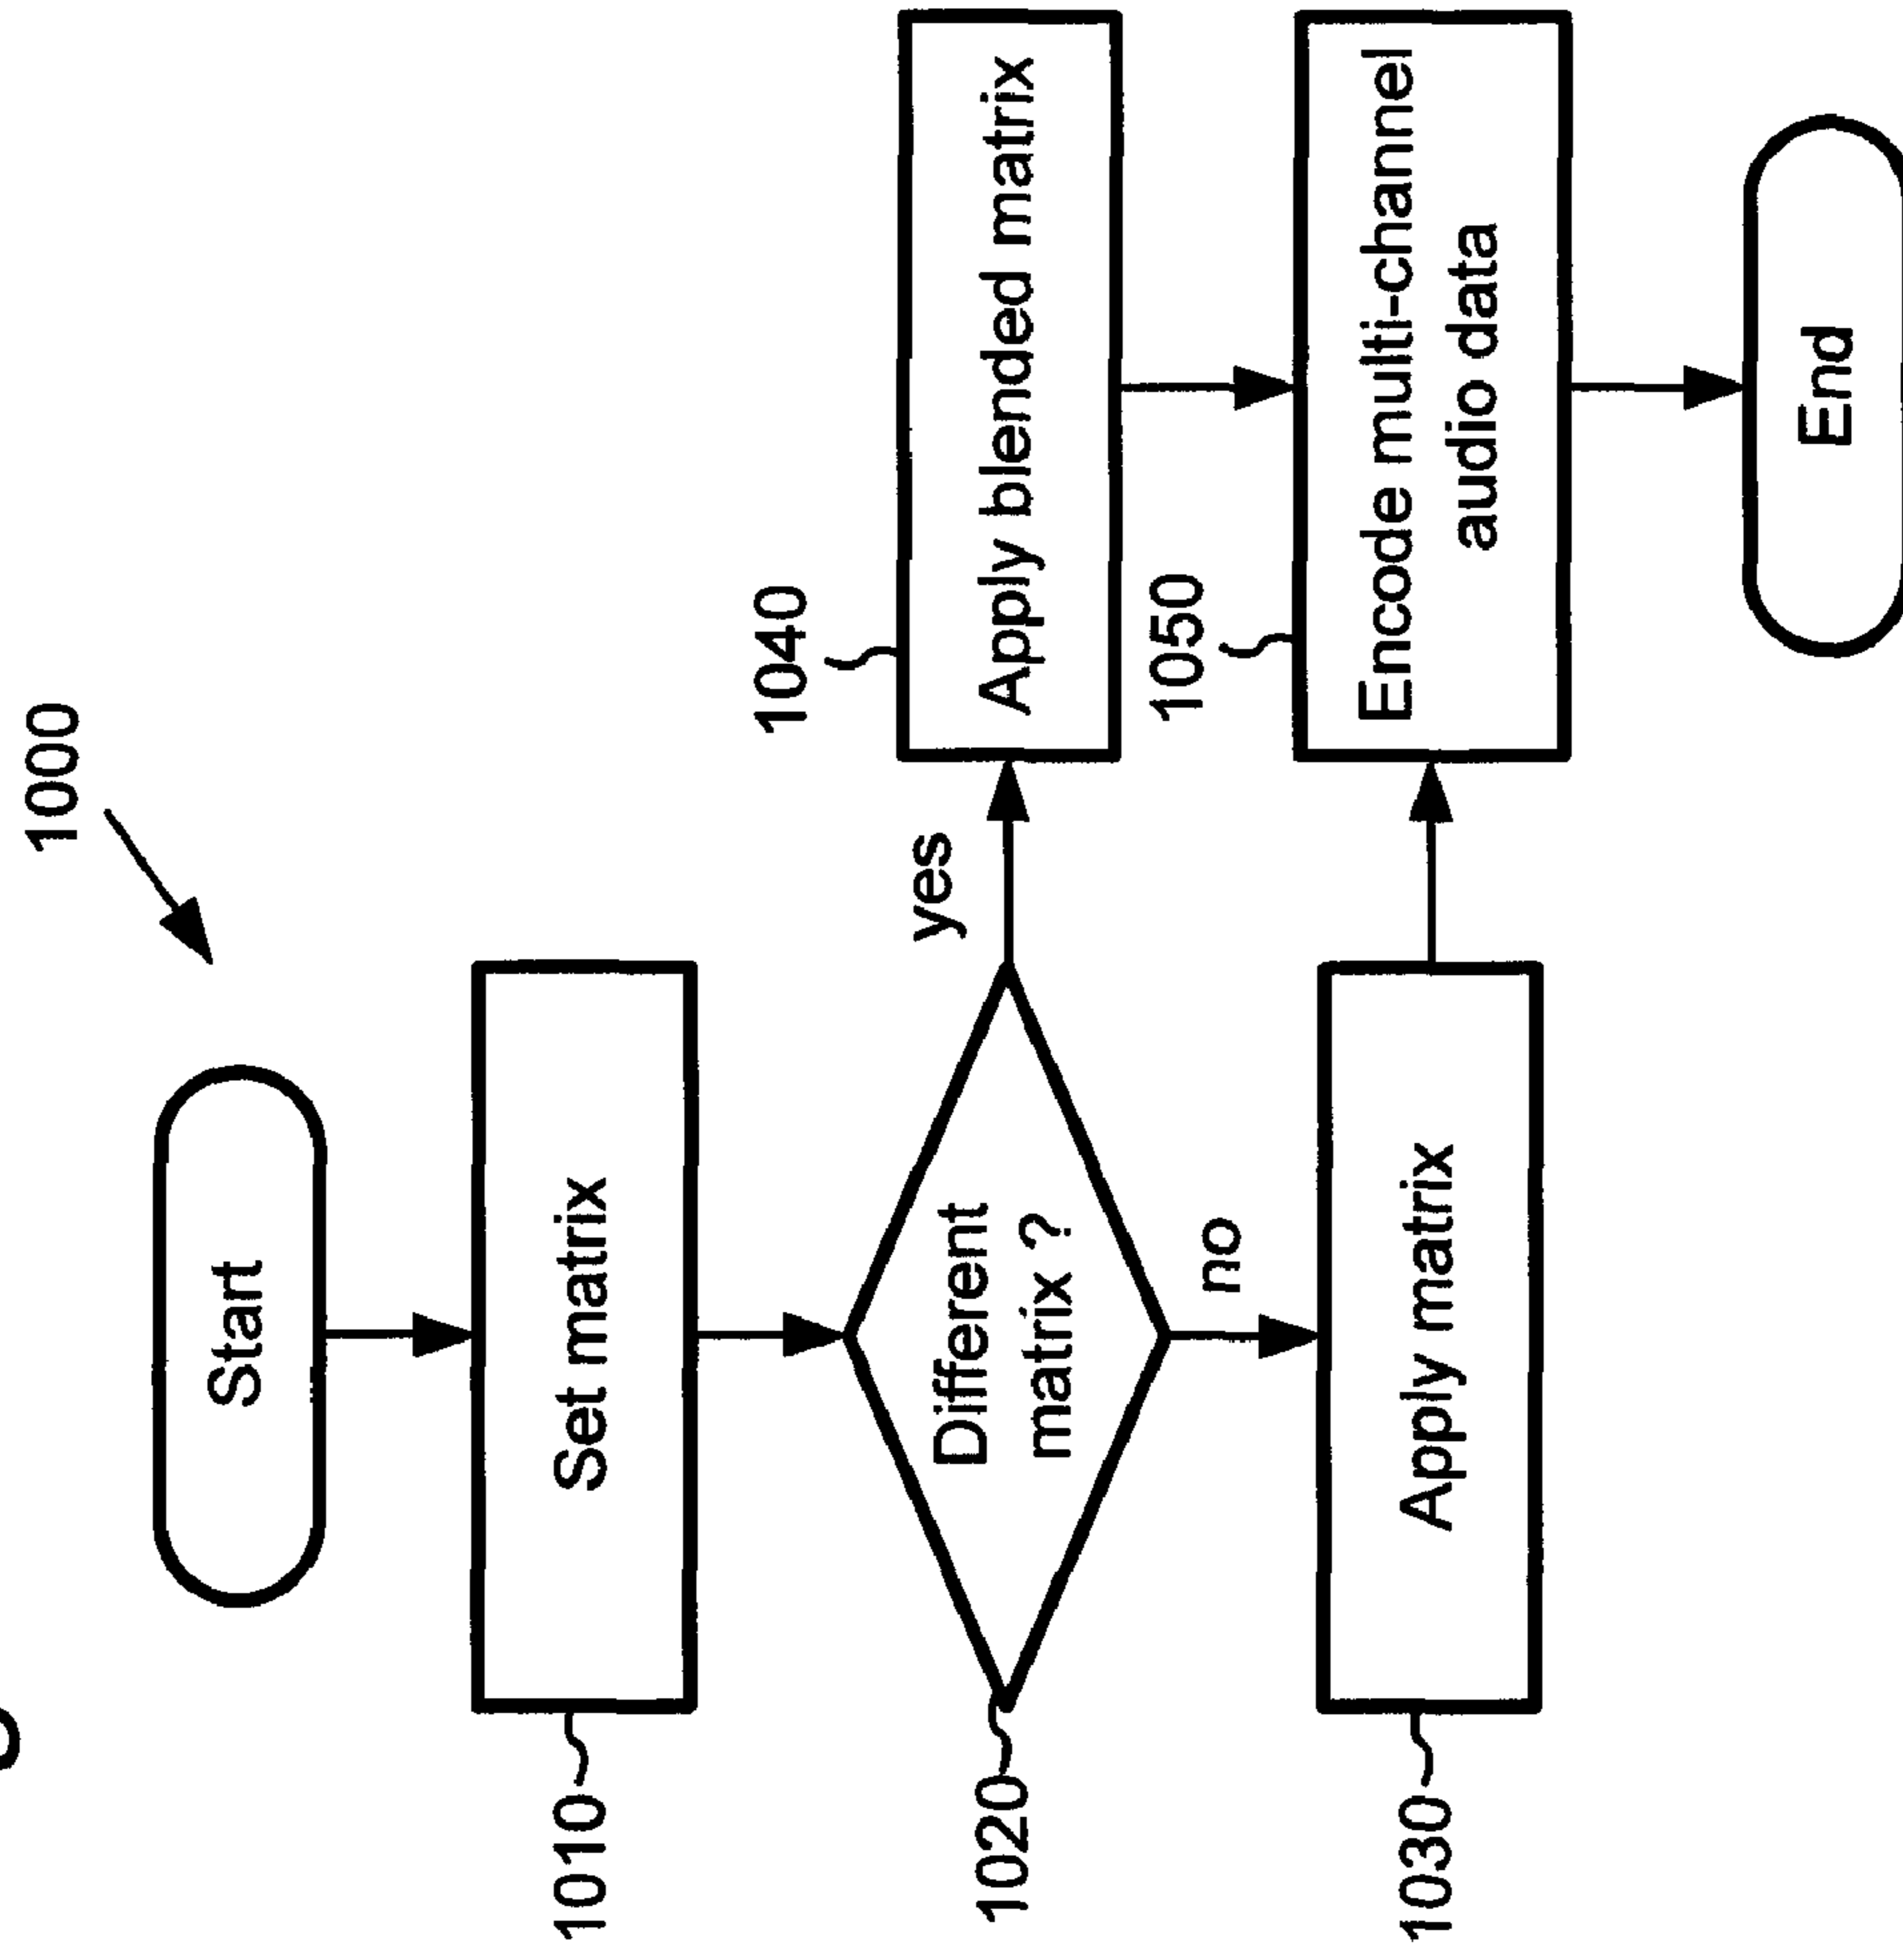 1000
Start
1010
Set matrix
1020
Different
matrix ?
yes
no
1040
Apply blended matrix
1030
Apply matrix
1050
Encode multi-channel
audio data
End